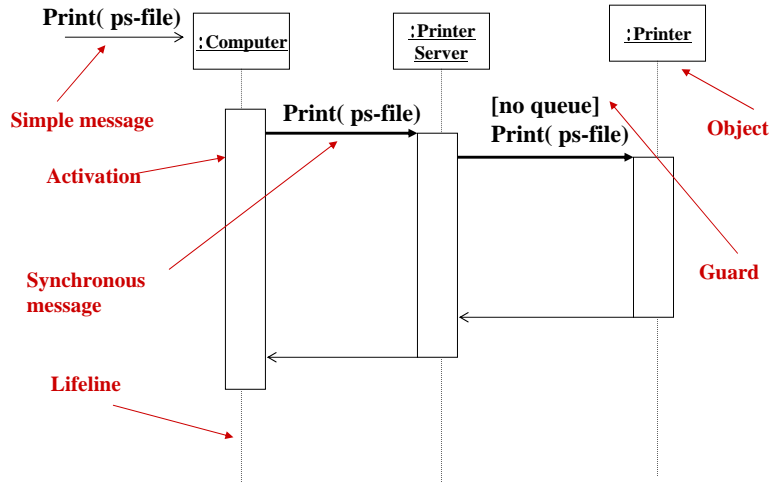 Print( ps-file)
:Computer
:Printer
Server
:Printer
Simple message
Print( ps-file)
[no queue]
Print( ps-file)
Object
Activation
Synchronous
message
Guard
Lifeline